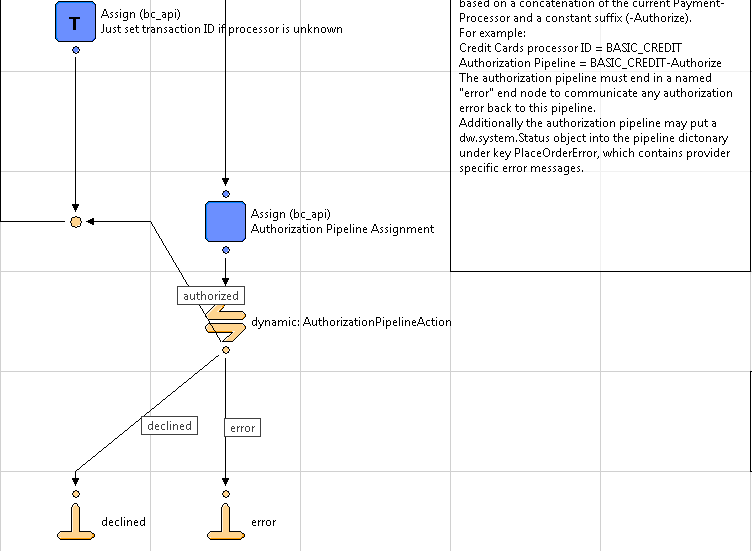 T
Assign (bc_api)
Just set transaction ID if processor is unknown
based on a concatenation of the current Payment-
Processor and a constant suffix (-Authorize).
For example:
Credit Cards processor ID = BASIC_CREDIT
Authorization Pipeline = BASIC_CREDIT-Authorize
The authorization pipeline must end in a named
"error" end node to communicate any authorization
error back to this pipeline.
Additionally the authorization pipeline may put a
dw.system.Status object into the pipeline dictonary
under key PlaceOrderError, which contains provider
specific error messages.
Assign (bc_api)
Authorization Pipeline Assignment
authorized
dynamic: AuthorizationPipelineAction
declined
error
declined
error